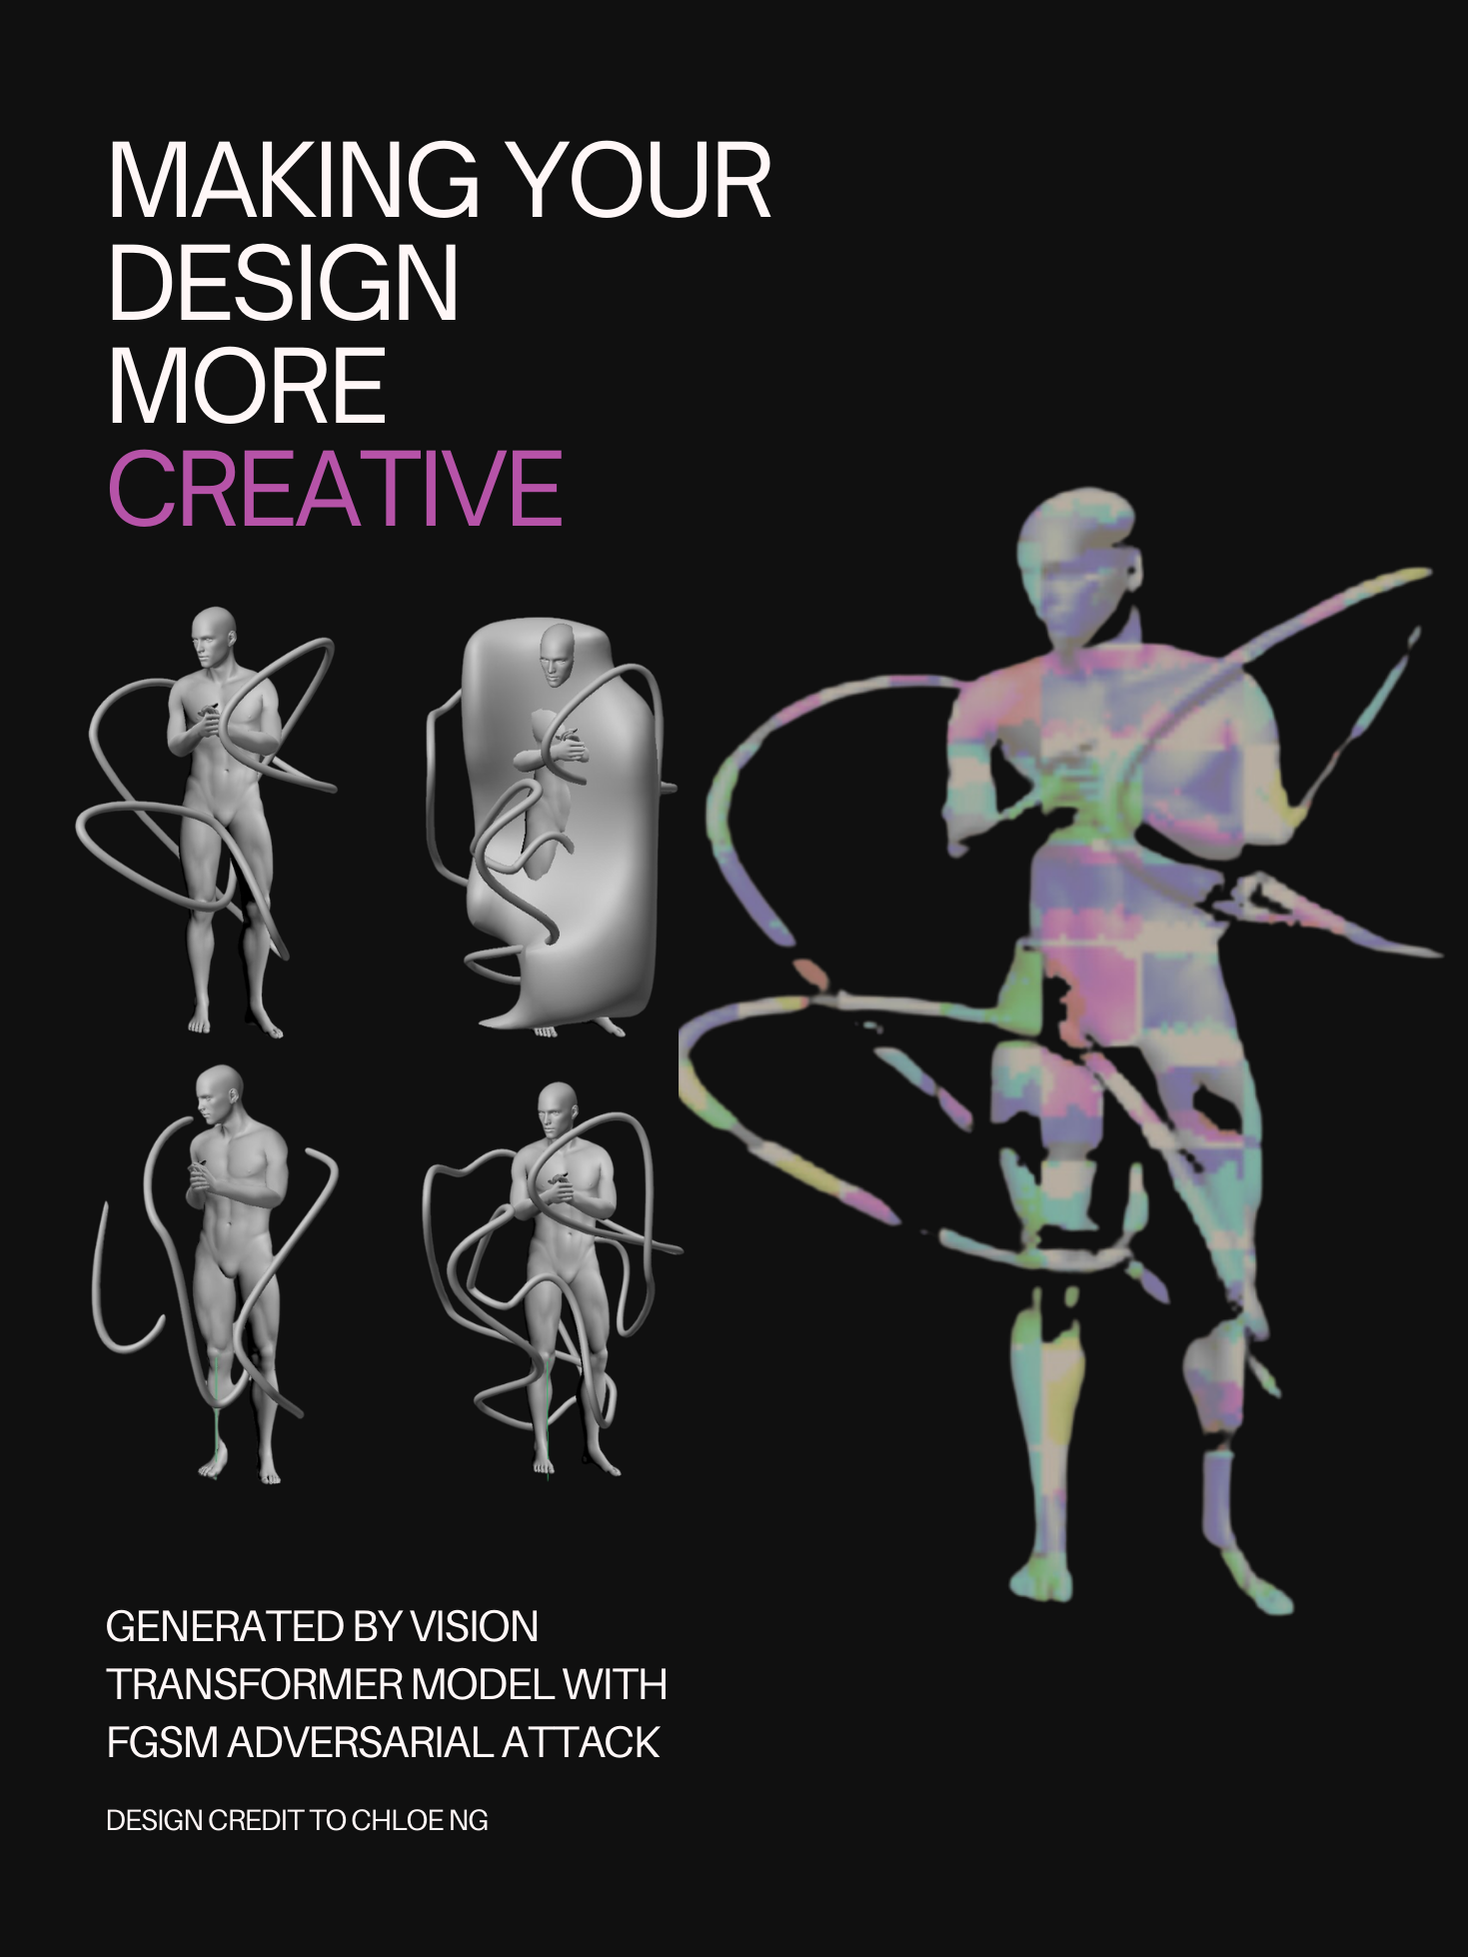 MAKING YOUR
DESIGN
MORE
CREATIVE
GENERATED BY VISION
TRANSFORMER MODEL WITH
FGSM ADVERSARIAL ATTACK
DESIGN CREDIT TO CHLOE NG